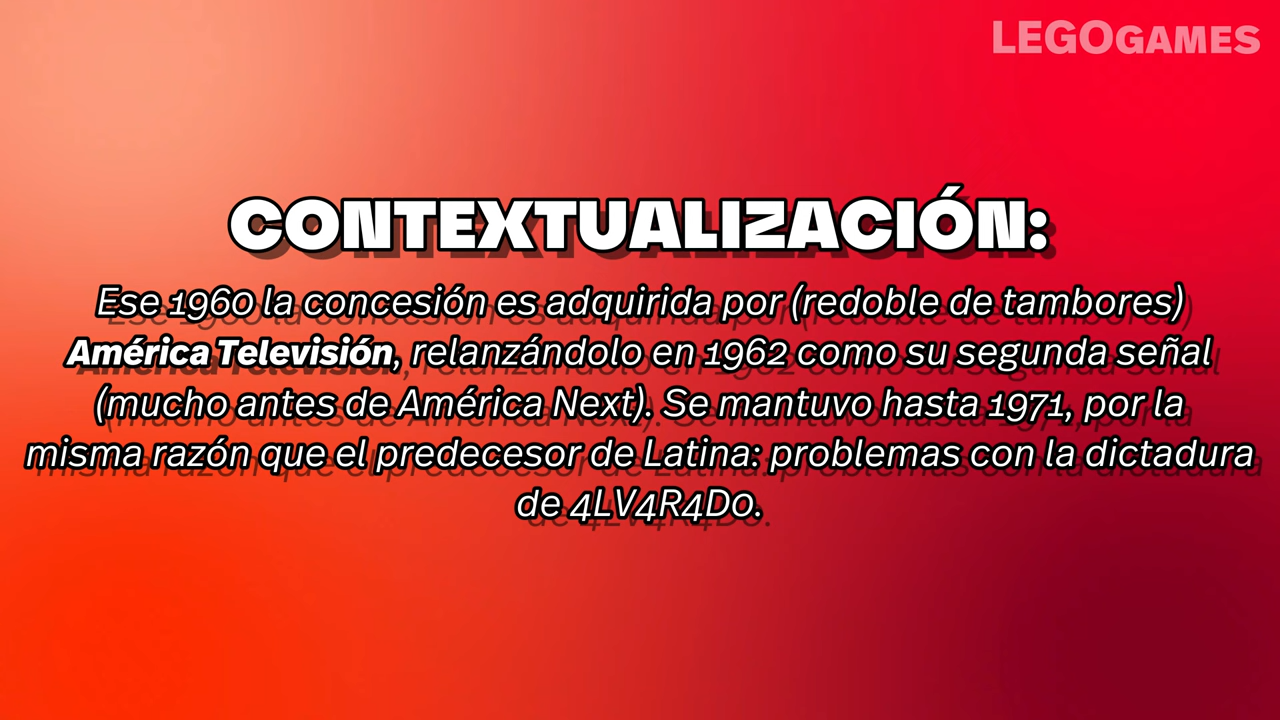 LEGOGAMES
CONTEXTUALIZACIÓN:
Ese 1960 la concesión es adquirida por (redoble de tambores)
América Televisión, relanzándolo en 1962 como su segunda señal
(mucho antes de América Next). Se mantuvo hasta 1971, por la
misma razón que el predecesor de Latina: problemas con la dictadura
de 4LV4R4D0.